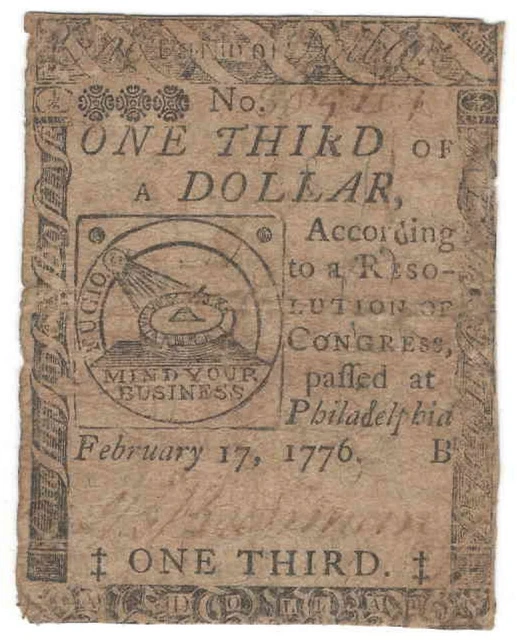 No.
ONE THIRD OF
A DOLLAR,
According
to a RESO-
LUTION OF
CONGRESS,
paſſed at
Philadelphia
February 17, 1776. B
FUGIO
MIND YOUR
BUSINESS
‡ ONE THIRD. ‡